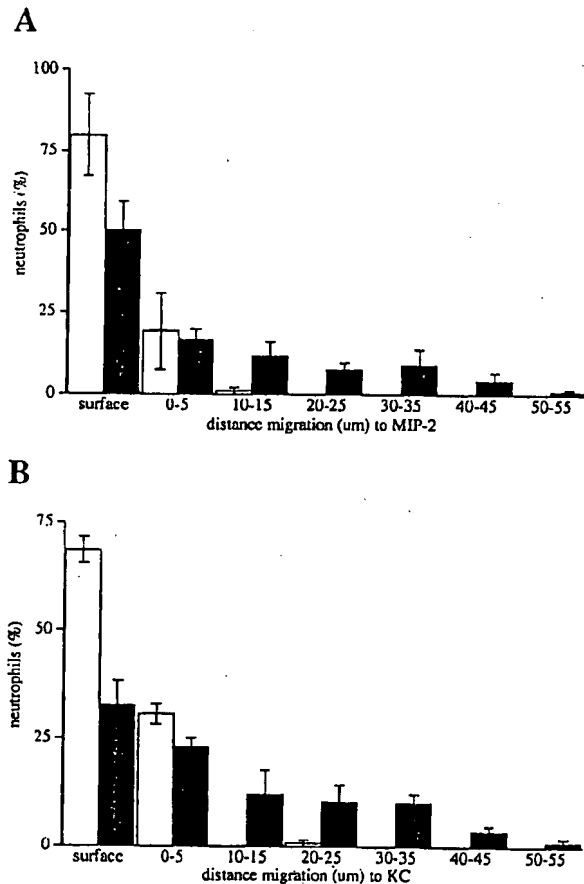 A
100
75
50
25
0
neutrophils (%)
surface 0-5 10-15 20-25 30-35 40-45 50-55
distance migration (um) to MIP-2
B
75
50
25
0
neutrophils (%)
surface 0-5 10-15 20-25 30-35 40-45 50-55
distance migration (um) to KC